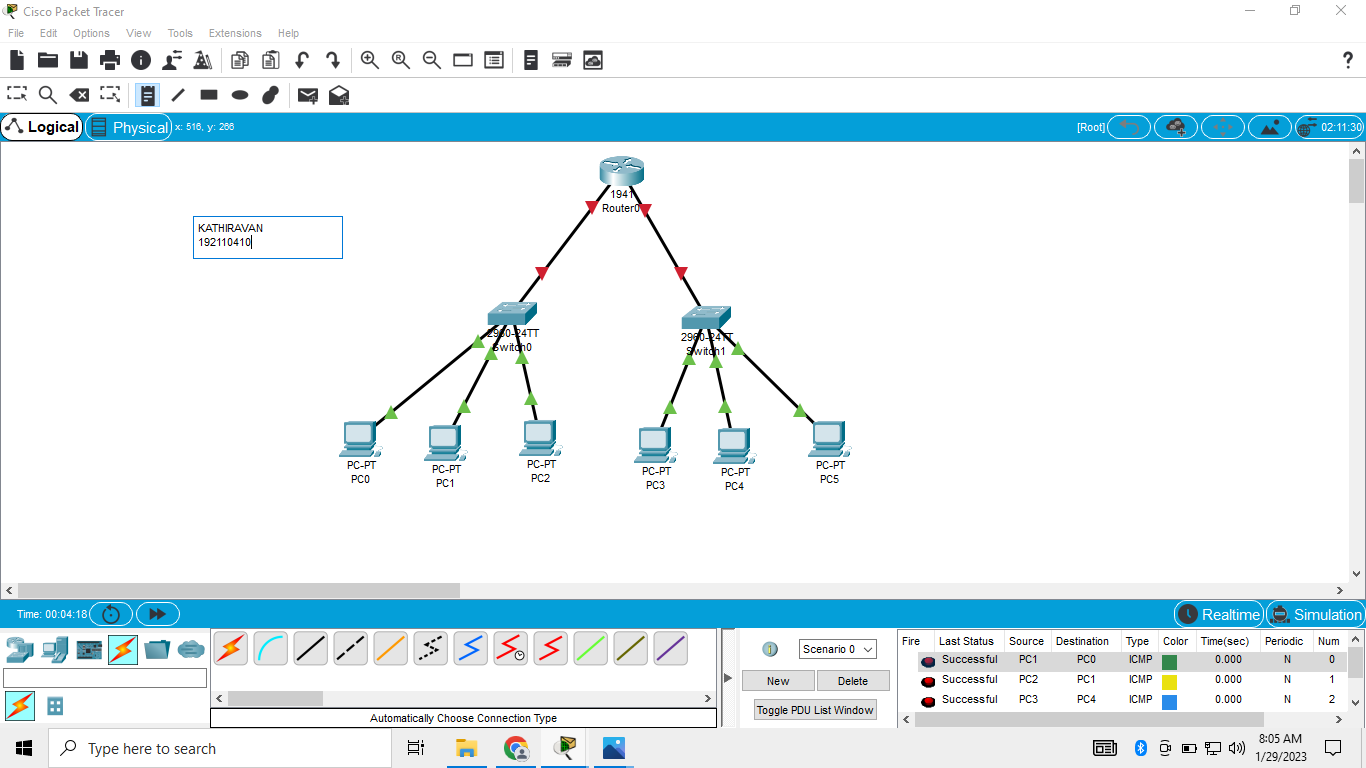 Cisco Packet Tracer
File Edit Options View Tools Extensions Help
Logical Physical x: 516, y: 266 [Root] 02:11:30
1941
Router0
KATHIRAVAN
192110410
2960-24TT
Switch0
2960-24TT
Switch1
PC-PT
PC0
PC-PT
PC1
PC-PT
PC2
PC-PT
PC3
PC-PT
PC4
PC-PT
PC5
Time: 00:04:18 Realtime Simulation
Scenario 0
New Delete
Toggle PDU List Window
Automatically Choose Connection Type
Fire Last Status Source Destination Type Color Time(sec) Periodic Num
Successful PC1 PC0 ICMP 0.000 N 0
Successful PC2 PC1 ICMP 0.000 N 1
Successful PC3 PC4 ICMP 0.000 N 2
Type here to search
8:05 AM
1/29/2023